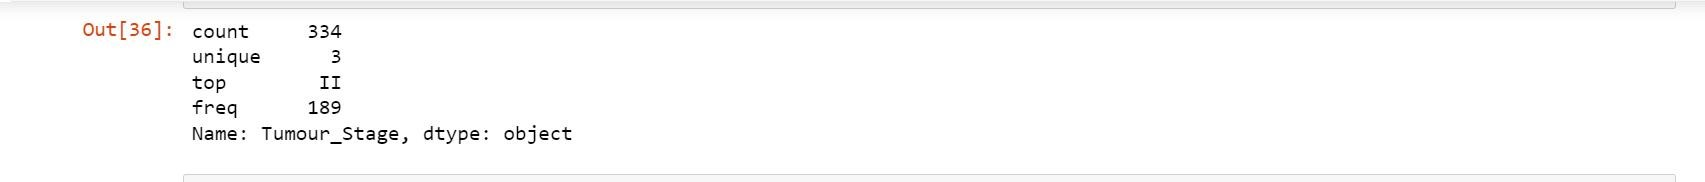 Out[36]: count 334
unique 3
top II
freq 189
Name: Tumour_Stage, dtype: object